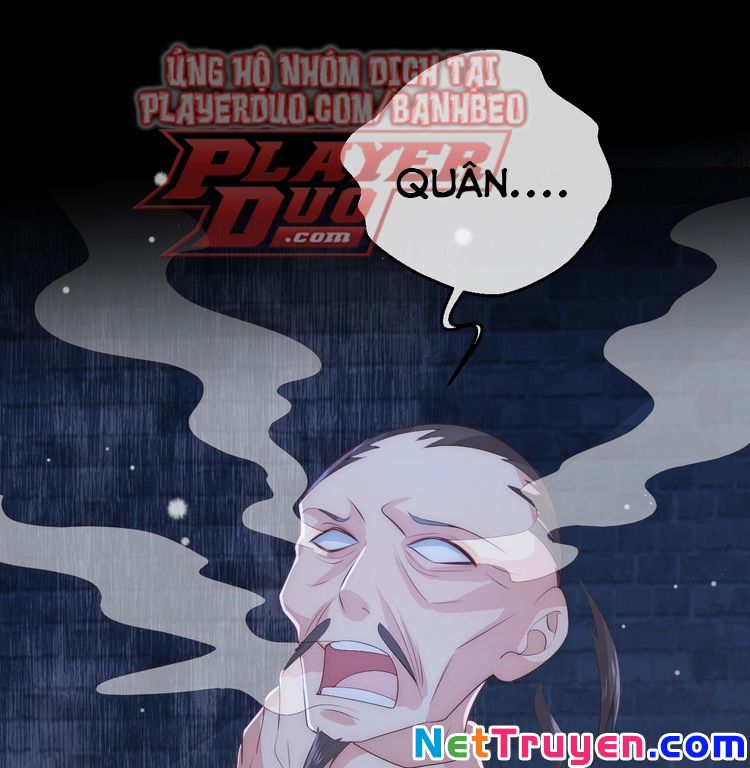 ỦNG HỘ NHÓM DỊCH TẠI
PLAYERDUO.COM/BANHBEO
PLAYER
DUO
.com
QUÂN....
NetTruyen.com